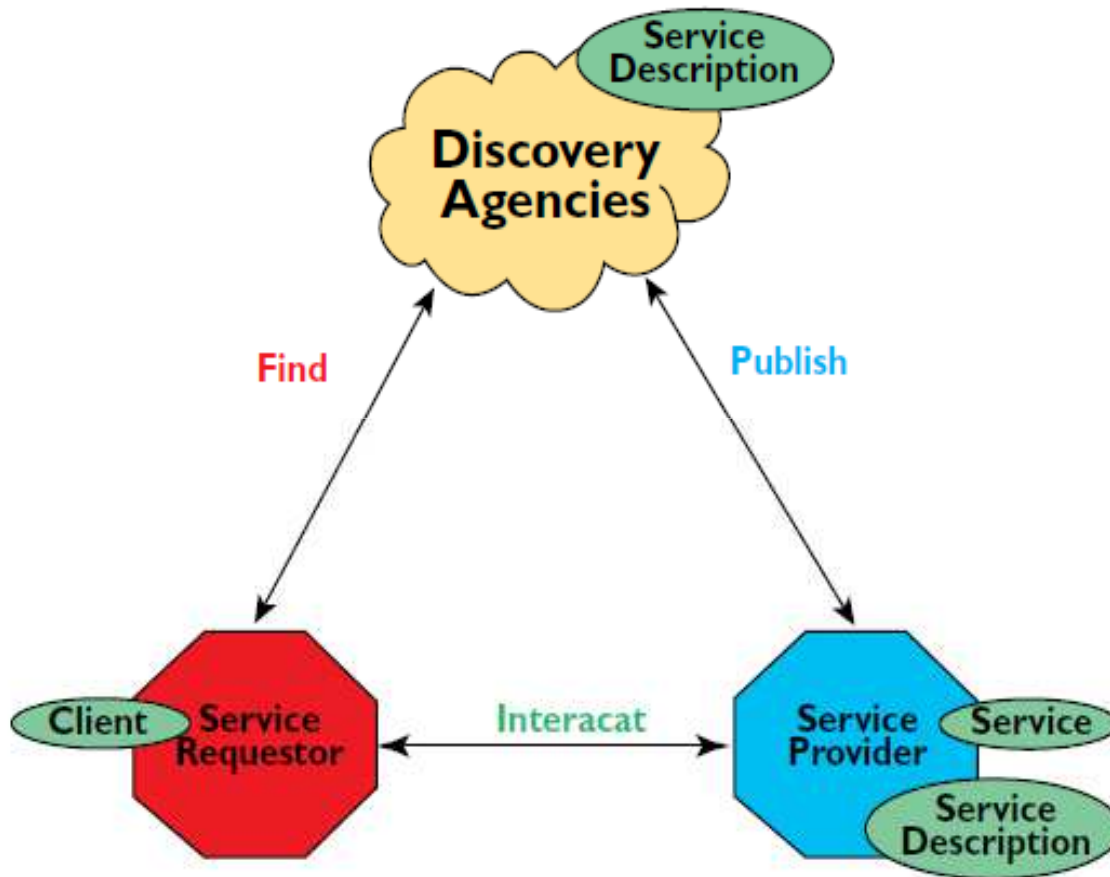 Service
Description
Discovery
Agencies
Find
Publish
Client
Service
Requestor
Interacat
Service
Provider
Service
Service
Description